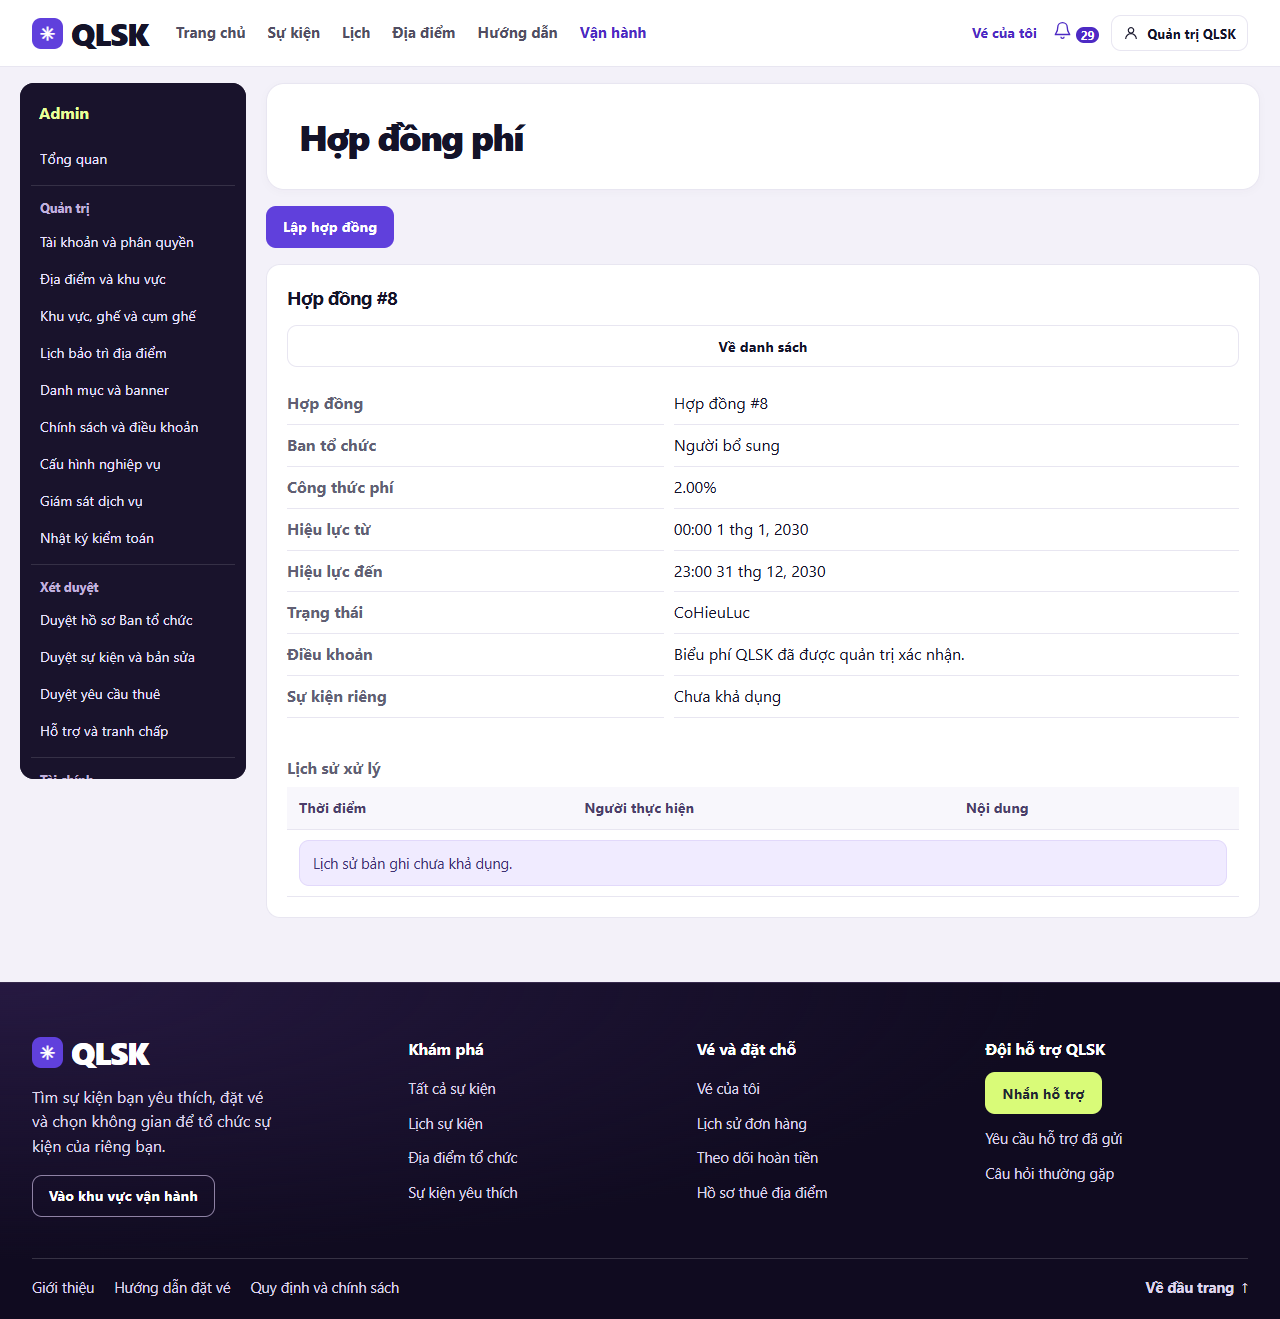 QLSK
Trang chủ
Sự kiện
Lịch
Địa điểm
Hướng dẫn
Vận hành
Vé của tôi
29
Quản trị QLSK
Admin
Tổng quan
Quản trị
Tài khoản và phân quyền
Địa điểm và khu vực
Khu vực, ghế và cụm ghế
Lịch bảo trì địa điểm
Danh mục và banner
Chính sách và điều khoản
Cấu hình nghiệp vụ
Giám sát dịch vụ
Nhật ký kiểm toán
Xét duyệt
Duyệt hồ sơ Ban tổ chức
Duyệt sự kiện và bản sửa
Duyệt yêu cầu thuê
Hỗ trợ và tranh chấp
Tài chính
Hợp đồng phí
Lập hợp đồng
Hợp đồng #8
Về danh sách
Hợp đồng Hợp đồng #8
Ban tổ chức Người bổ sung
Công thức phí 2.00%
Hiệu lực từ 00:00 1 thg 1, 2030
Hiệu lực đến 23:00 31 thg 12, 2030
Trạng thái CoHieuLuc
Điều khoản Biểu phí QLSK đã được quản trị xác nhận.
Sự kiện riêng Chưa khả dụng
Lịch sử xử lý
Thời điểm Người thực hiện Nội dung
Lịch sử bản ghi chưa khả dụng.
QLSK
Tìm sự kiện bạn yêu thích, đặt vé
và chọn không gian để tổ chức sự
kiện của riêng bạn.
Vào khu vực vận hành
Khám phá
Tất cả sự kiện
Lịch sự kiện
Địa điểm tổ chức
Sự kiện yêu thích
Vé và đặt chỗ
Vé của tôi
Lịch sử đơn hàng
Theo dõi hoàn tiền
Hồ sơ thuê địa điểm
Đội hỗ trợ QLSK
Nhắn hỗ trợ
Yêu cầu hỗ trợ đã gửi
Câu hỏi thường gặp
Giới thiệu
Hướng dẫn đặt vé
Quy định và chính sách
Về đầu trang ↑